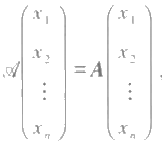 𝒜(x₁ x₂ ⋮ xₙ) = A(x₁ x₂ ⋮ xₙ),